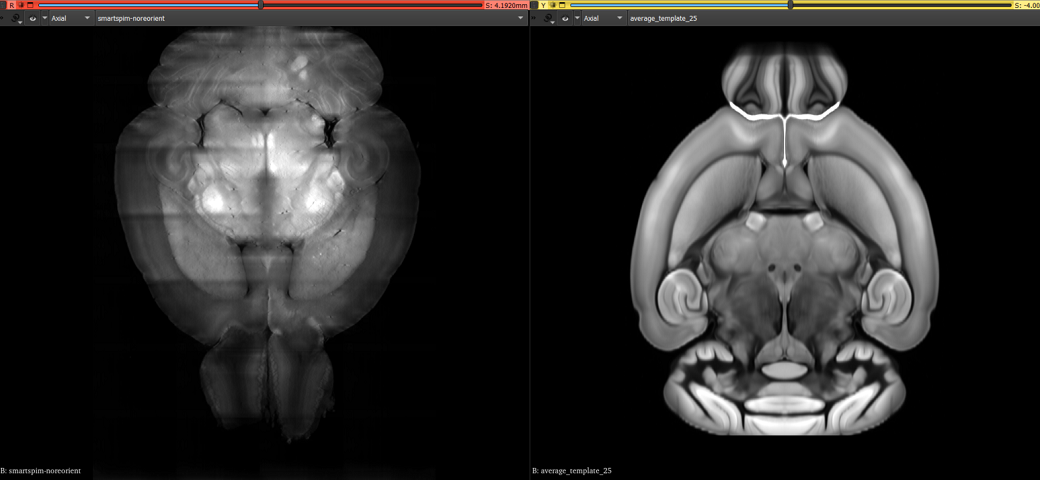 R
S: 4.1920mm
Axial
smartspim-noreorient
B: smartspim-noreorient
Y
S: -4.00
Axial
average_template_25
B: average_template_25